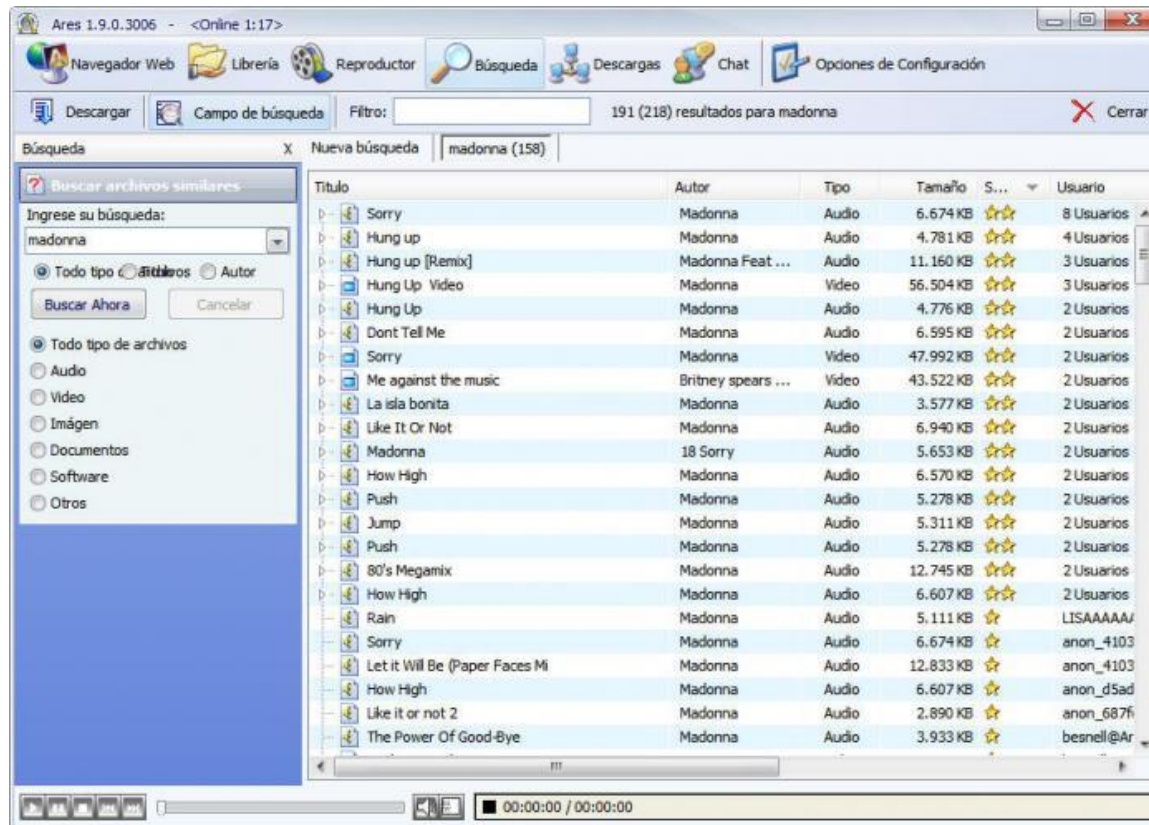 Ares 1.9.0.3006 - <Online 1:17>
Navegador Web Librería Reproductor Búsqueda Descargas Chat Opciones de Configuración
Descargar Campo de búsqueda Filtro: 191 (218) resultados para madonna Cerrar
Búsqueda X Nueva búsqueda madonna (158)
Buscar archivos similares
Ingrese su búsqueda:
madonna
Todo tipo Autor
Buscar Ahora Cancelar
Todo tipo de archivos
Audio
Video
Imágen
Documentos
Software
Otros
Titulo Autor Tipo Tamaño S... Usuario
Sorry Madonna Audio 6.674 KB 8 Usuarios
Hung up Madonna Audio 4.781 KB 4 Usuarios
Hung up [Remix] Madonna Feat ... Audio 11.160 KB 3 Usuarios
Hung Up Video Madonna Video 56.504 KB 3 Usuarios
Hung Up Madonna Audio 4.776 KB 2 Usuarios
Dont Tell Me Madonna Audio 6.595 KB 2 Usuarios
Sorry Madonna Video 47.992 KB 2 Usuarios
Me against the music Britney spears ... Video 43.522 KB 2 Usuarios
La isla bonita Madonna Audio 3.577 KB 2 Usuarios
Like It Or Not Madonna Audio 6.940 KB 2 Usuarios
Madonna 18 Sorry Audio 5.653 KB 2 Usuarios
How High Madonna Audio 6.570 KB 2 Usuarios
Push Madonna Audio 5.278 KB 2 Usuarios
Jump Madonna Audio 5.311 KB 2 Usuarios
Push Madonna Audio 5.278 KB 2 Usuarios
80's Megamix Madonna Audio 12.745 KB 2 Usuarios
How High Madonna Audio 6.607 KB 2 Usuarios
Rain Madonna Audio 5.111 KB
Sorry Madonna Audio 6.674 KB anon_4103
Let it Will Be (Paper Faces Mi Madonna Audio 12.833 KB anon_4103
How High Madonna Audio 6.607 KB anon_d5ad
Like it or not 2 Madonna Audio 2.890 KB
The Power Of Good-Bye Madonna Audio 3.933 KB besnell@Ar
00:00:00 / 00:00:00